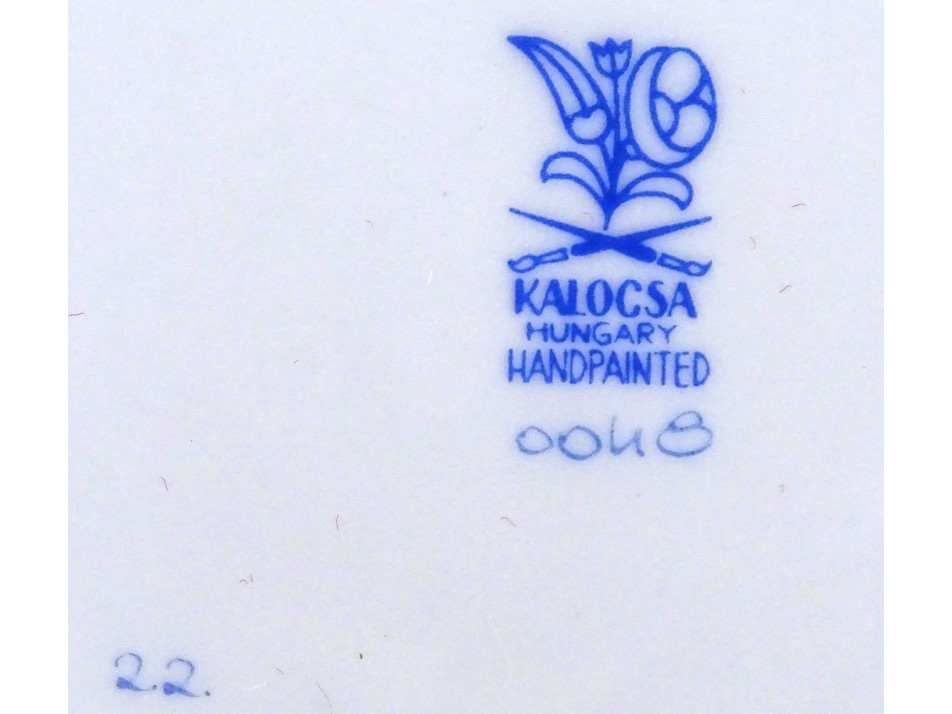 KALOCSA
HUNGARY
HANDPAINTED
0048
22.